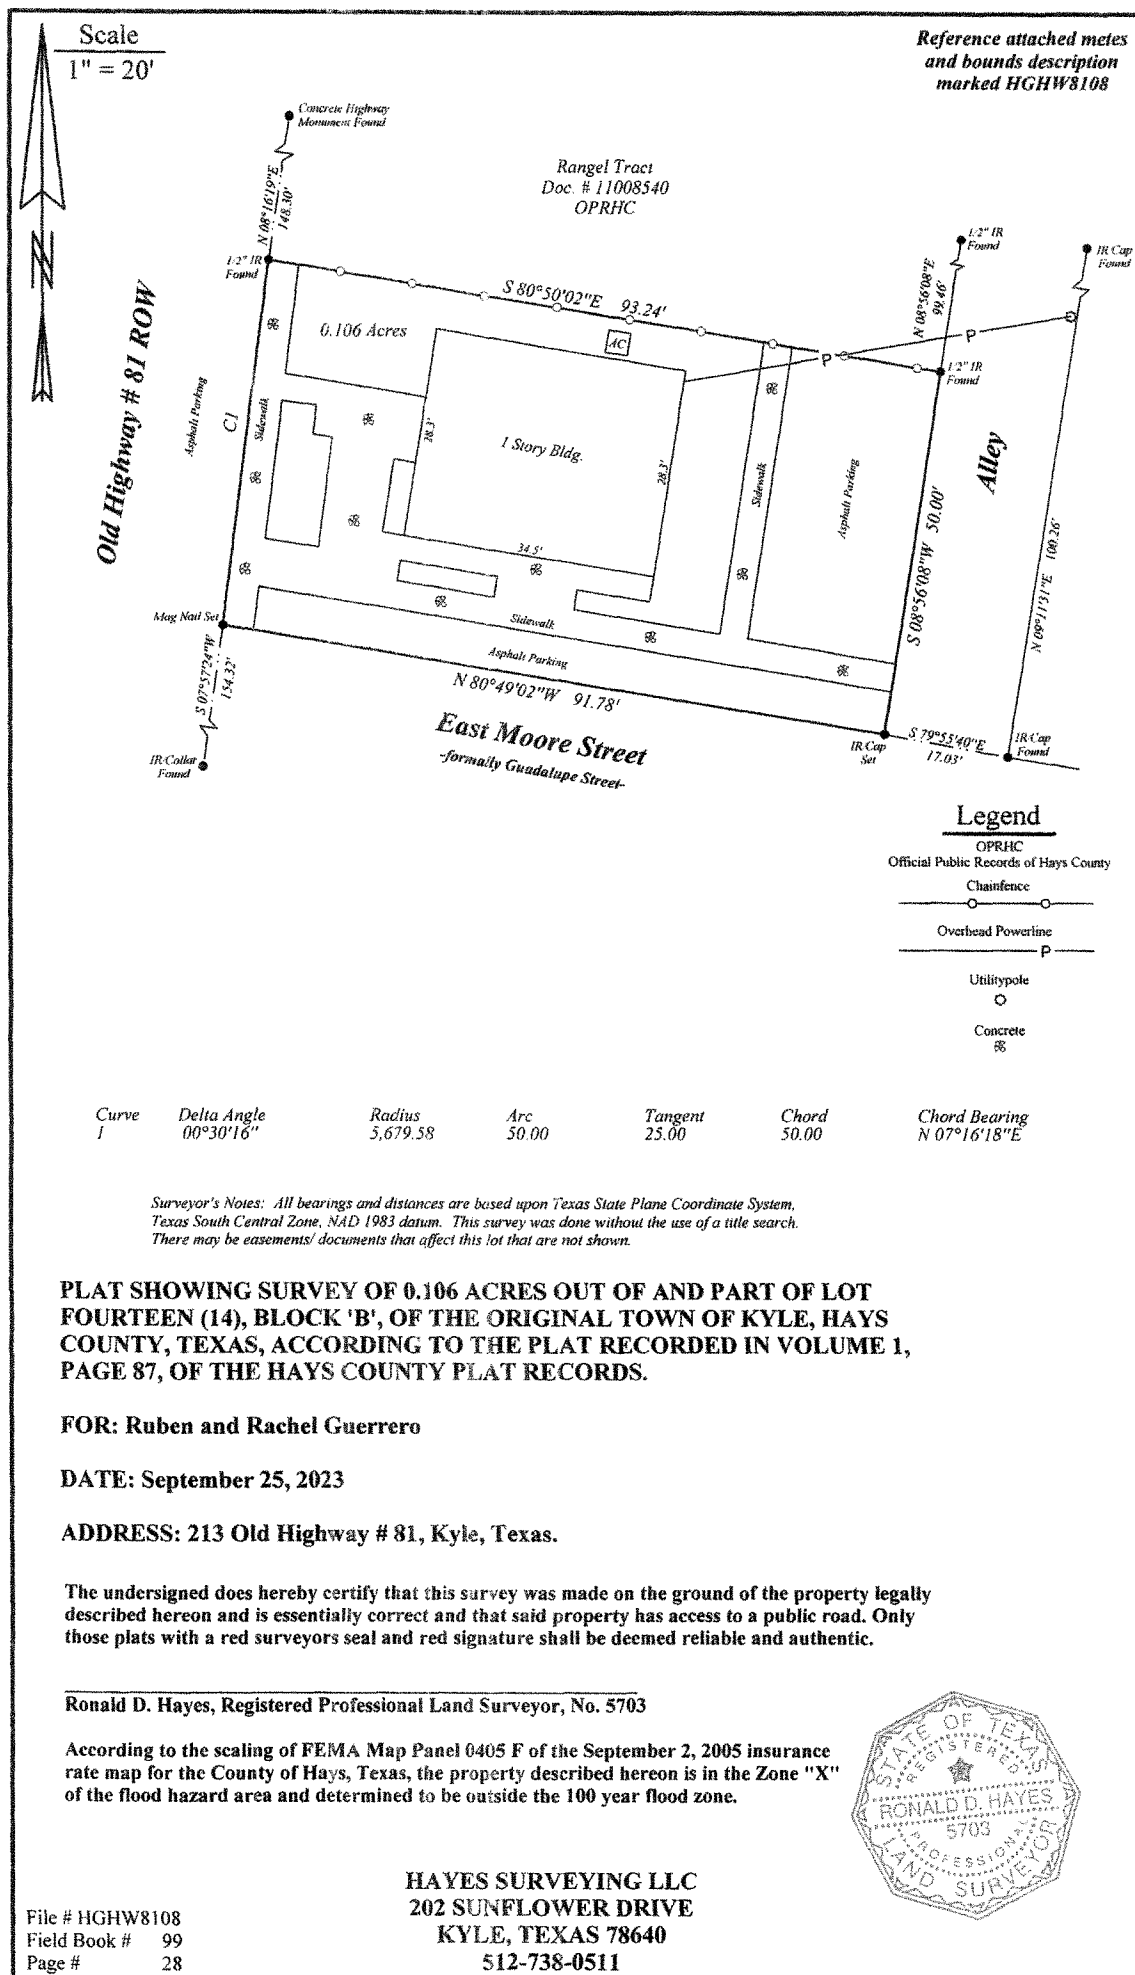 Scale
1" = 20'
Reference attached metes
and bounds description
marked HGHW8108
Concrete Highway
Monument Found
N 08°16'19"E
148.30'
Rangel Tract
Doc. # 11008540
OPRHC
1/2" IR
Found
1/2" IR
Found
IR Cap
Found
N 08°56'08"E
99.46'
N
S 80°50'02"E 93.24'
P
P
0.106 Acres
AC
1/2" IR
Found
Old Highway # 81 ROW
Asphalt Parking
C1
Sidewalk
38.3'
1 Story Bldg.
28.3'
34.5'
Sidewalk
Asphalt Parking
Alley
S 08°56'08"W 50.00'
N 09°11'31"E 100.26'
Mag Nail Set
Sidewalk
Asphalt Parking
N 80°49'02"W 91.78'
S 07°57'24"W
154.32'
East Moore Street
-formally Guadalupe Street-
IR/Collar
Found
IR Cap
Set
S 79°55'40"E
17.03'
IR Cap
Found
Legend
OPRHC
Official Public Records of Hays County
Chainfence
Overhead Powerline
P
Utilitypole
Concrete
Curve Delta Angle Radius Arc Tangent Chord Chord Bearing
1 00°30'16" 5,679.58 50.00 25.00 50.00 N 07°16'18"E
Surveyor's Notes: All bearings and distances are based upon Texas State Plane Coordinate System,
Texas South Central Zone, NAD 1983 datum. This survey was done without the use of a title search.
There may be easements/ documents that affect this lot that are not shown.
PLAT SHOWING SURVEY OF 0.106 ACRES OUT OF AND PART OF LOT
FOURTEEN (14), BLOCK 'B', OF THE ORIGINAL TOWN OF KYLE, HAYS
COUNTY, TEXAS, ACCORDING TO THE PLAT RECORDED IN VOLUME 1,
PAGE 87, OF THE HAYS COUNTY PLAT RECORDS.
FOR: Ruben and Rachel Guerrero
DATE: September 25, 2023
ADDRESS: 213 Old Highway # 81, Kyle, Texas.
The undersigned does hereby certify that this survey was made on the ground of the property legally
described hereon and is essentially correct and that said property has access to a public road. Only
those plats with a red surveyors seal and red signature shall be deemed reliable and authentic.
Ronald D. Hayes, Registered Professional Land Surveyor, No. 5703
According to the scaling of FEMA Map Panel 0405 F of the September 2, 2005 insurance
rate map for the County of Hays, Texas, the property described hereon is in the Zone "X"
of the flood hazard area and determined to be outside the 100 year flood zone.
STATE OF TEXAS
REGISTERED
RONALD D. HAYES
5703
PROFESSIONAL
LAND SURVEYOR
HAYES SURVEYING LLC
202 SUNFLOWER DRIVE
KYLE, TEXAS 78640
512-738-0511
File # HGHW8108
Field Book # 99
Page # 28